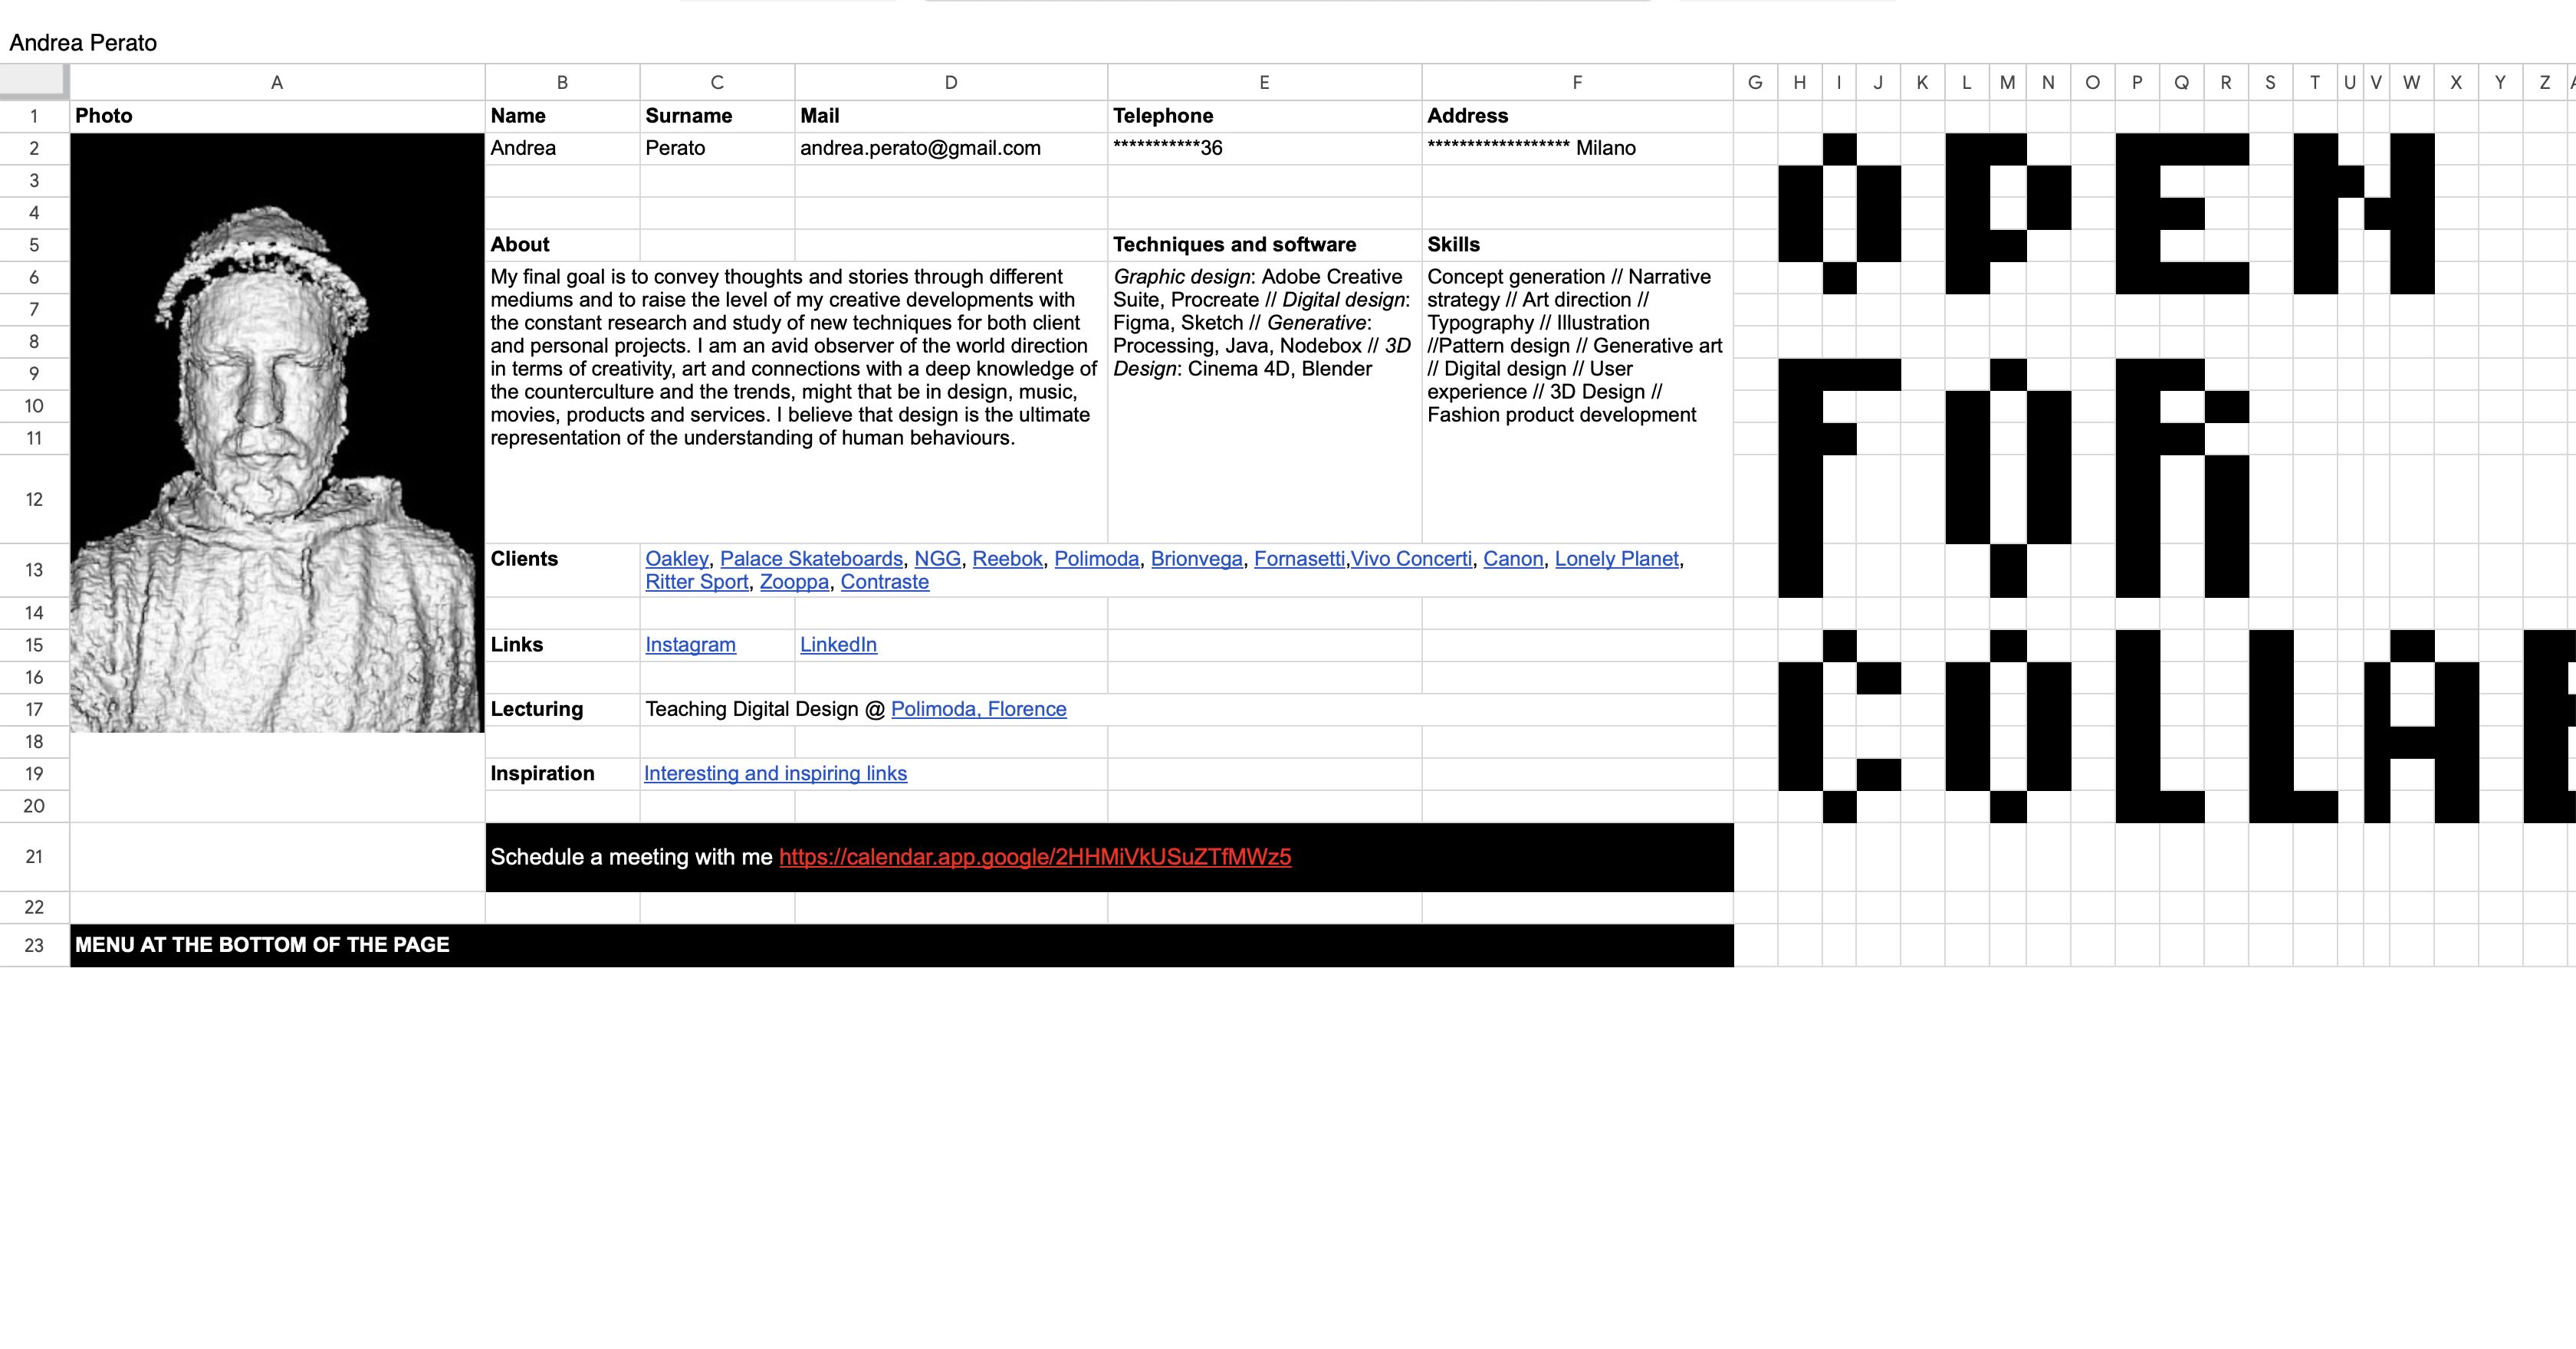 Andrea Perato
A B C D E F G H I J K L M N O P Q R S T U V W X Y Z
1 Photo Name Surname Mail Telephone Address
2 Andrea Perato andrea.perato@gmail.com ***********36 ****************** Milano
3
4
5 About Techniques and software Skills
6
7
8
9
10
11
12
My final goal is to convey thoughts and stories through different
mediums and to raise the level of my creative developments with
the constant research and study of new techniques for both client
and personal projects. I am an avid observer of the world direction
in terms of creativity, art and connections with a deep knowledge of
the counterculture and the trends, might that be in design, music,
movies, products and services. I believe that design is the ultimate
representation of the understanding of human behaviours.
Graphic design: Adobe Creative
Suite, Procreate // Digital design:
Figma, Sketch // Generative:
Processing, Java, Nodebox // 3D
Design: Cinema 4D, Blender
Concept generation // Narrative
strategy // Art direction //
Typography // Illustration
//Pattern design // Generative art
// Digital design // User
experience // 3D Design //
Fashion product development
13 Clients Oakley, Palace Skateboards, NGG, Reebok, Polimoda, Brionvega, Fornasetti,Vivo Concerti, Canon, Lonely Planet,
Ritter Sport, Zooppa, Contraste
14
15 Links Instagram LinkedIn
16
17 Lecturing Teaching Digital Design @ Polimoda, Florence
18
19 Inspiration Interesting and inspiring links
20
21 Schedule a meeting with me https://calendar.app.google/2HHMiVkUSuZTfMWz5
22
23 MENU AT THE BOTTOM OF THE PAGE
OPEN
FOR
COLLA